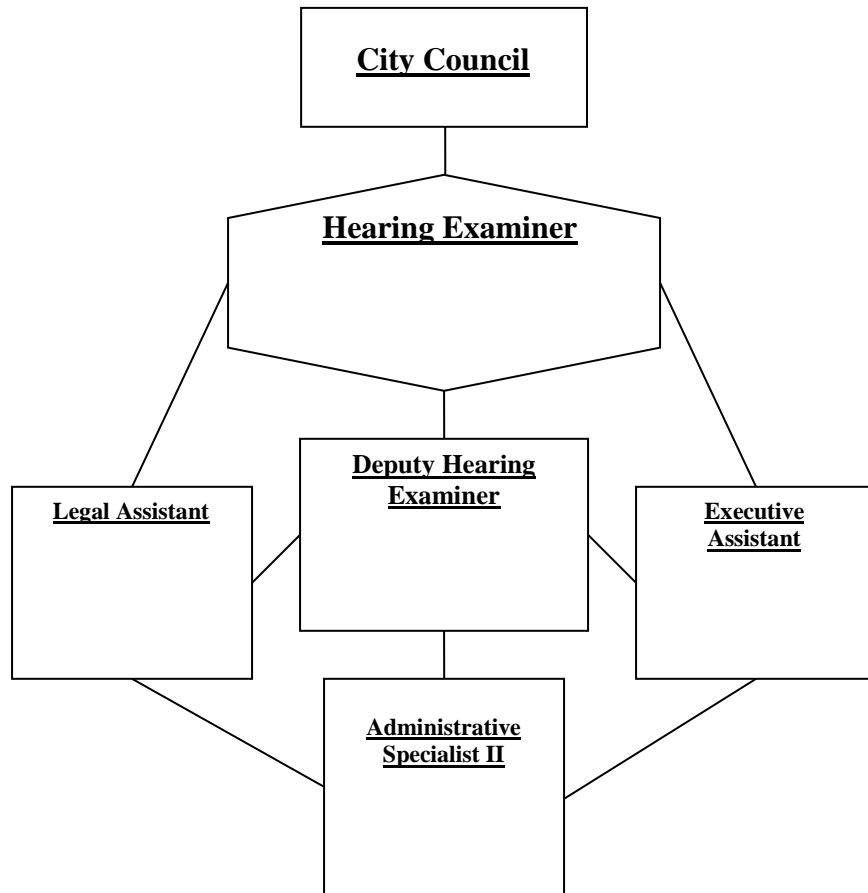 City Council
Hearing Examiner
Deputy Hearing
Examiner
Legal Assistant
Executive
Assistant
Administrative
Specialist II